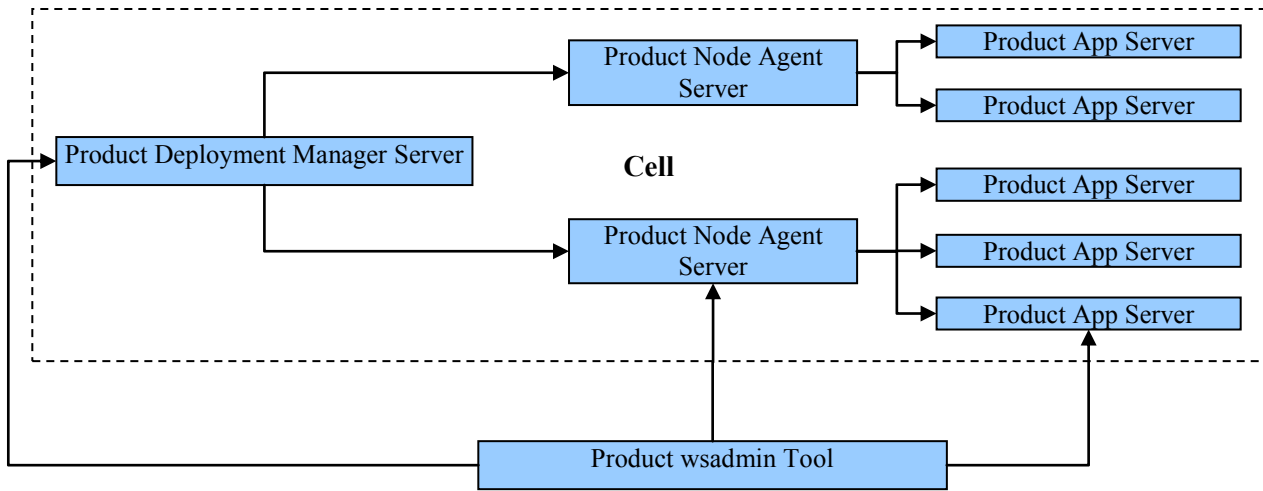 Product App Server
Product Node Agent
Server
Product App Server
Product Deployment Manager Server
Cell
Product App Server
Product Node Agent
Server
Product App Server
Product App Server
Product wsadmin Tool